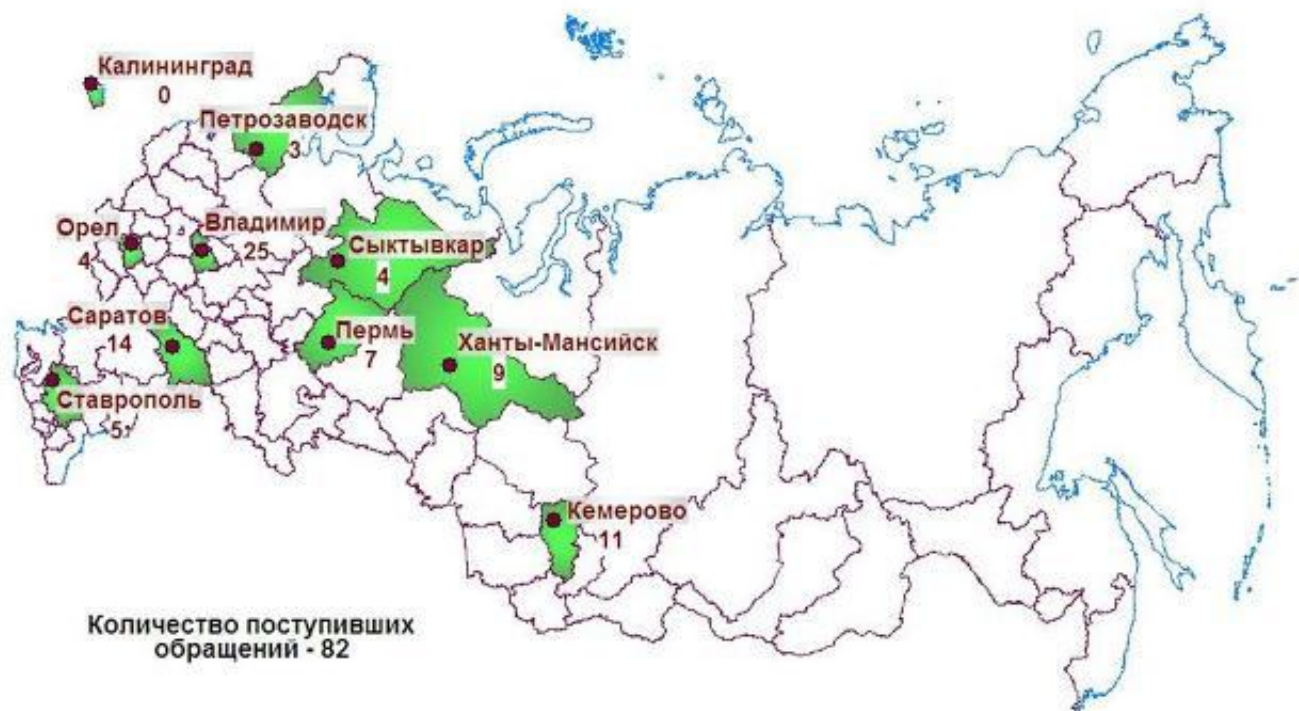 Калининград
0
Петрозаводск
3
Орел
4
Владимир
25
Сыктывкар
4
Саратов
14
Пермь
7
Ханты-Мансийск
9
Ставрополь
5
Кемерово
11
Количество поступивших
обращений - 82